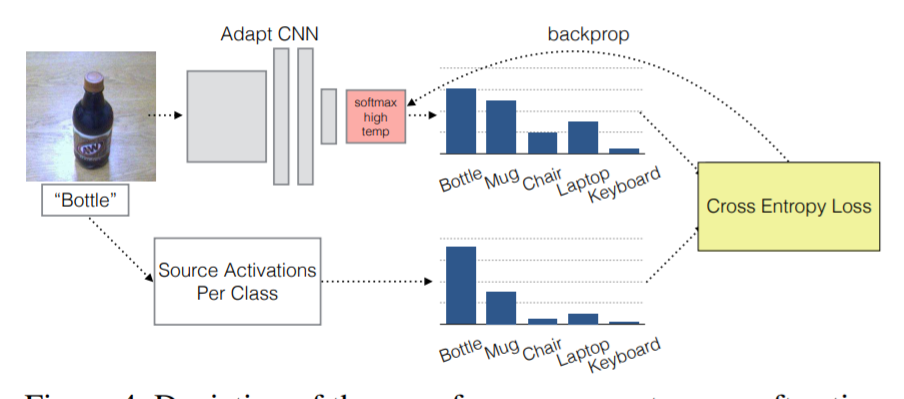 Adapt CNN
backprop
softmax
high
temp
A&W
Bottle
Mug
Chair
Laptop
Keyboard
"Bottle"
Cross Entropy Loss
Source Activations
Per Class
Bottle
Mug
Chair
Laptop
Keyboard